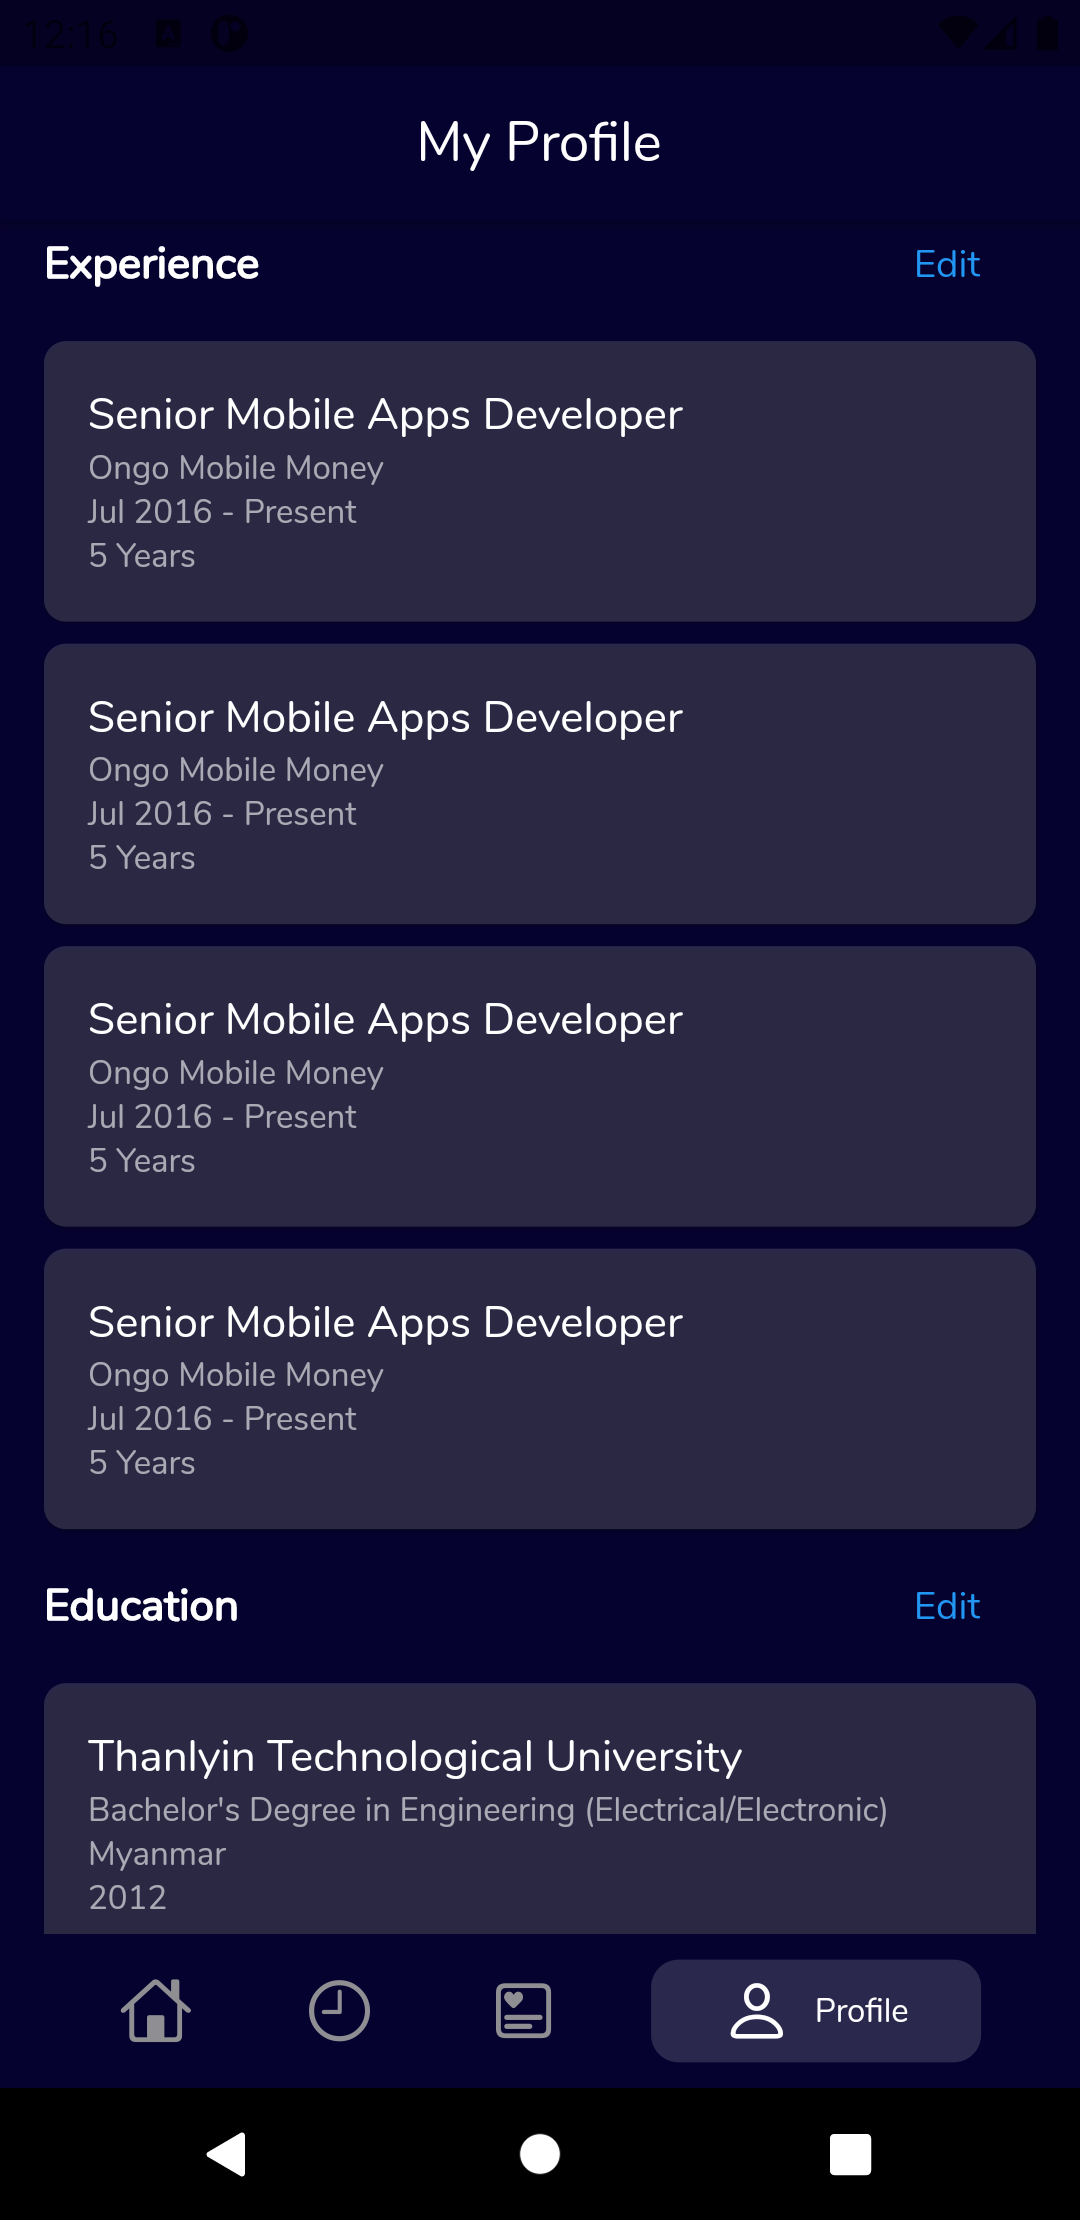 12:16
My Profile
Experience Edit
Senior Mobile Apps Developer
Ongo Mobile Money
Jul 2016 - Present
5 Years
Senior Mobile Apps Developer
Ongo Mobile Money
Jul 2016 - Present
5 Years
Senior Mobile Apps Developer
Ongo Mobile Money
Jul 2016 - Present
5 Years
Senior Mobile Apps Developer
Ongo Mobile Money
Jul 2016 - Present
5 Years
Education Edit
Thanlyin Technological University
Bachelor's Degree in Engineering (Electrical/Electronic)
Myanmar
2012
Profile